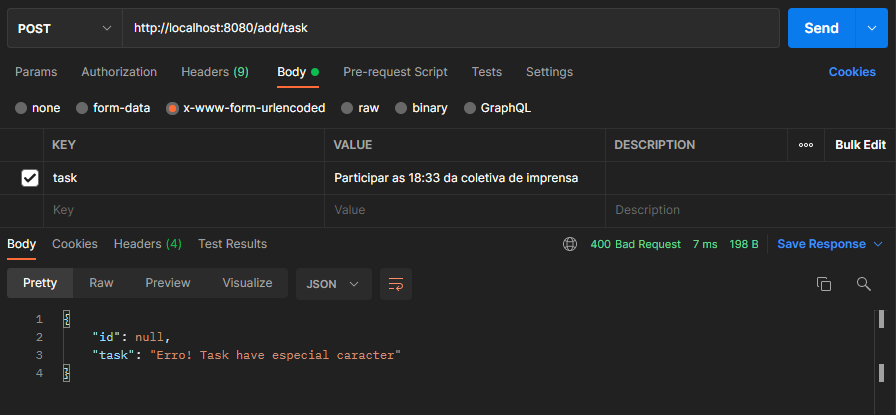 POST http://localhost:8080/add/task Send
Params Authorization Headers (9) Body Pre-request Script Tests Settings Cookies
none form-data x-www-form-urlencoded raw binary GraphQL
KEY VALUE DESCRIPTION ooo Bulk Edit
task Participar as 18:33 da coletiva de imprensa
Key Value Description
Body Cookies Headers (4) Test Results 400 Bad Request 7 ms 198 B Save Response
Pretty Raw Preview Visualize JSON
1 {
2 "id": null,
3 "task": "Erro! Task have especial caracter"
4 }